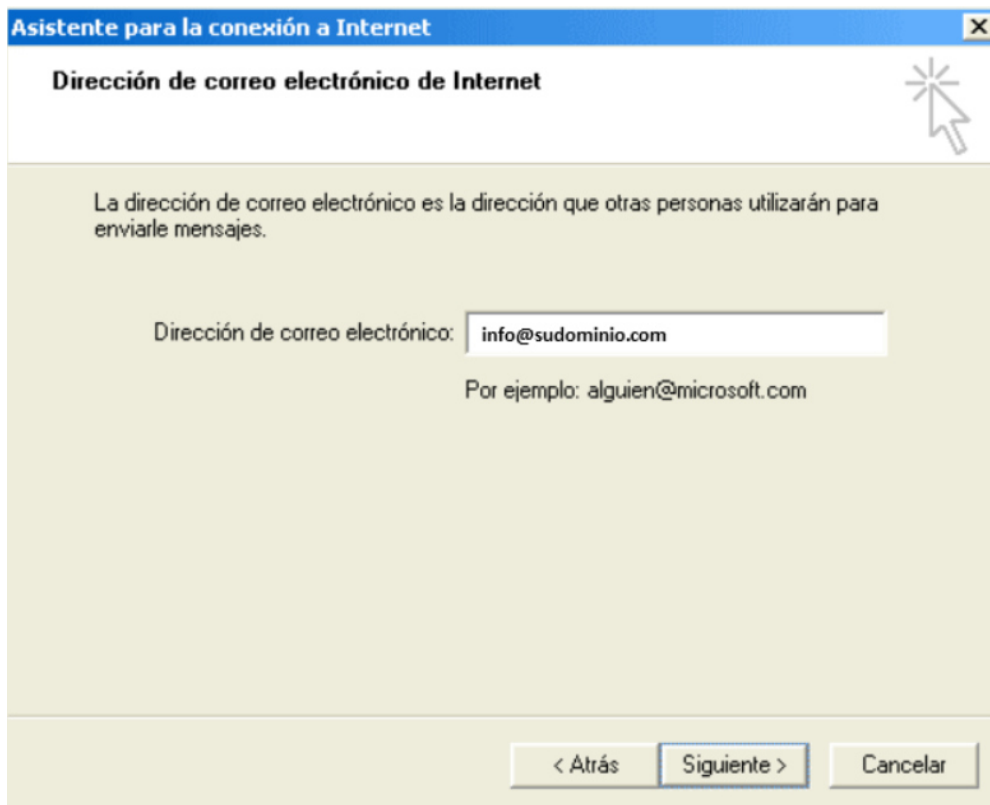 Asistente para la conexión a Internet
Dirección de correo electrónico de Internet
La dirección de correo electrónico es la dirección que otras personas utilizarán para
enviarle mensajes.
Dirección de correo electrónico: info@sudominio.com
Por ejemplo: alguien@microsoft.com
< Atrás Siguiente > Cancelar